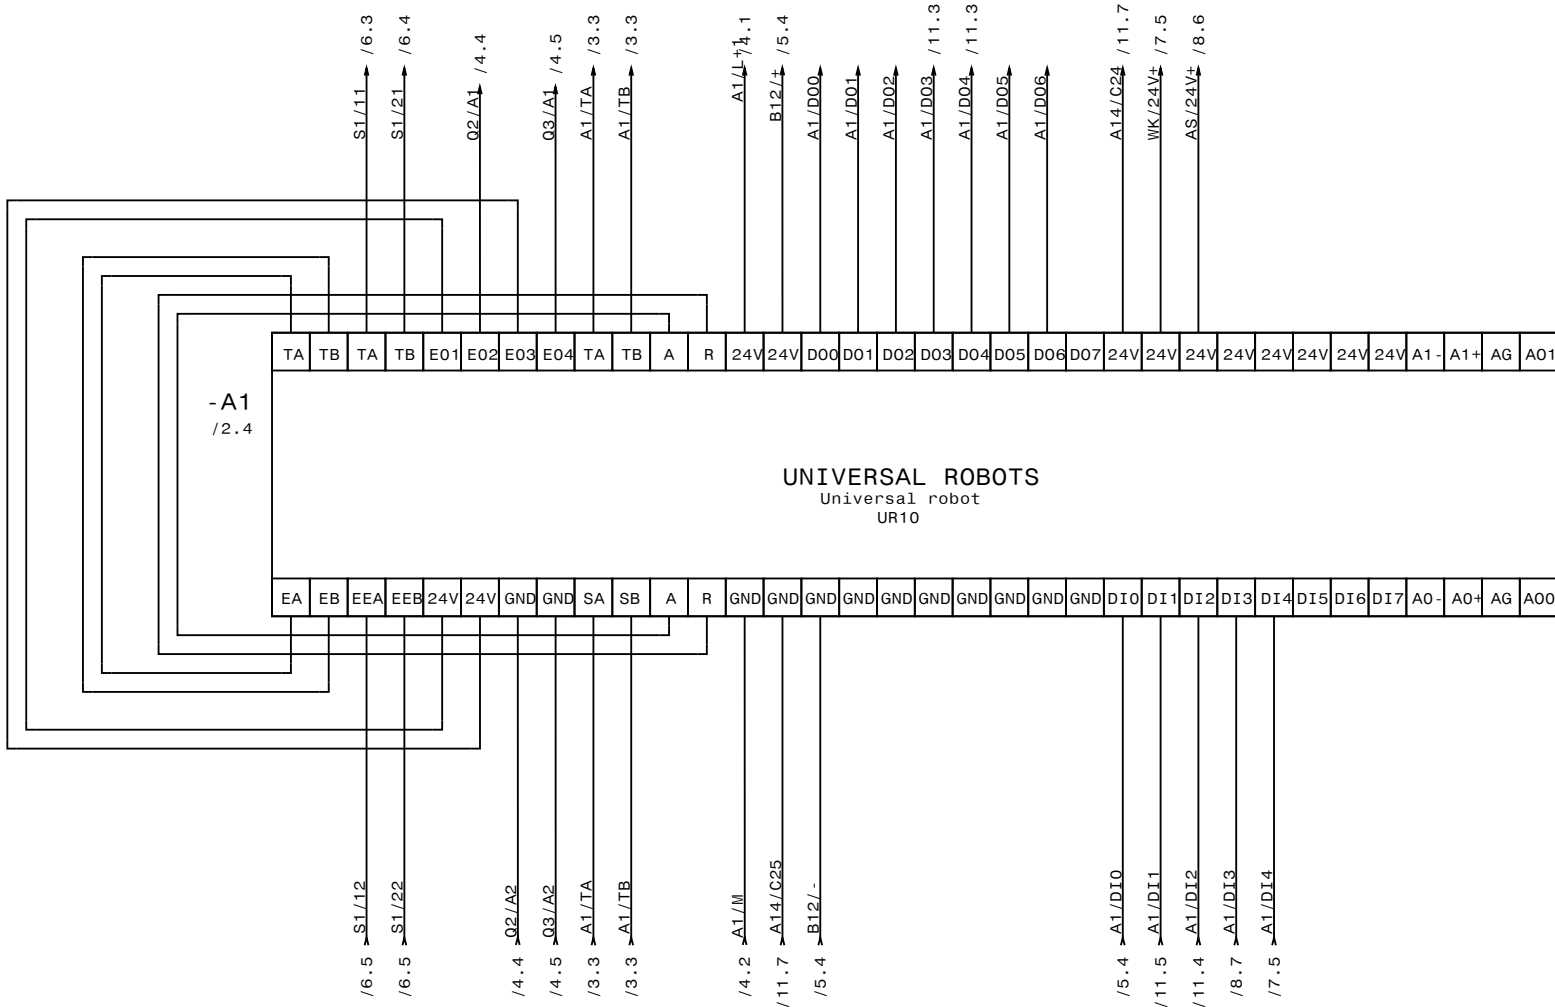 /6.3
/6.4
/4.4
/4.5
/3.3
/3.3
/4.1
/5.4
/11.3
/11.3
/11.7
/7.5
/8.6
S1/11
S1/21
Q2/A1
Q3/A1
A1/TA
A1/TB
A1/L+1
B12/+
A1/DO0
A1/DO1
A1/DO2
A1/DO3
A1/DO4
A1/DO5
A1/DO6
A14/C24
WK/24V+
AS/24V+
TA TB TA TB EO1 EO2 EO3 EO4 TA TB A R 24V 24V DO0 DO1 DO2 DO3 DO4 DO5 DO6 DO7 24V 24V 24V 24V 24V 24V 24V 24V A1- A1+ AG AO1
-A1
/2.4
UNIVERSAL ROBOTS
Universal robot
UR10
EA EB EEA EEB 24V 24V GND GND SA SB A R GND GND GND GND GND GND GND GND GND GND DI0 DI1 DI2 DI3 DI4 DI5 DI6 DI7 A0- A0+ AG AO0
S1/12
S1/22
Q2/A2
Q3/A2
A1/TA
A1/TB
A1/M
A14/C25
B12/-
A1/DI0
A1/DI1
A1/DI2
A1/DI3
A1/DI4
/6.5
/6.5
/4.4
/4.5
/3.3
/3.3
/4.2
/11.7
/5.4
/5.4
/11.5
/11.4
/8.7
/7.5